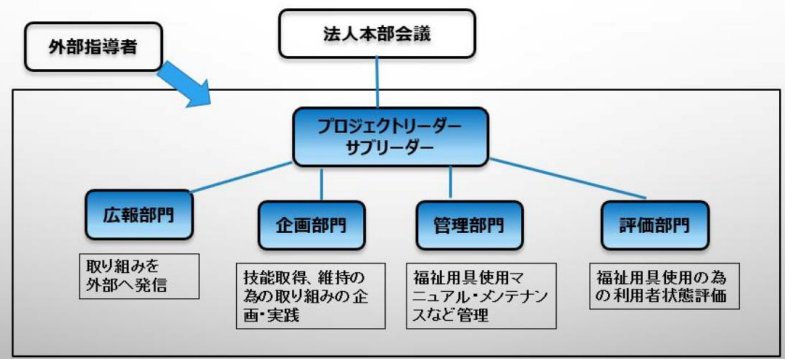 外部指導者
法人本部会議
プロジェクトリーダー
サブリーダー
広報部門
企画部門
管理部門
評価部門
取り組みを
外部へ発信
技能取得、維持の
為の取り組みの企
画・実践
福祉用具使用マ
ニュアル・メンテナン
スなど管理
福祉用具使用の為
の利用者状態評価